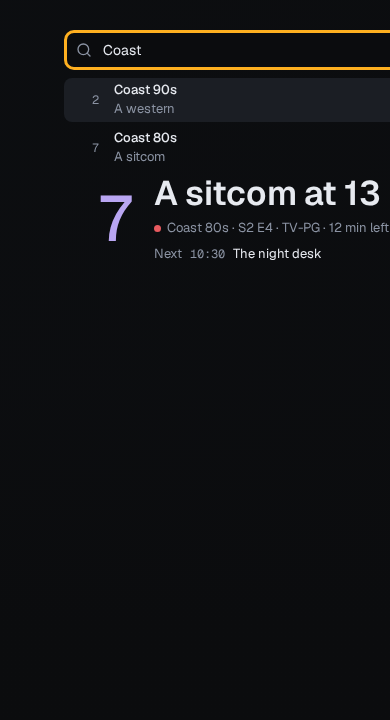 Coast
2 Coast 90s
A western
7 Coast 80s
A sitcom
7 A sitcom at 13
Coast 80s · S2 E4 · TV-PG · 12 min left
Next 10:30 The night desk